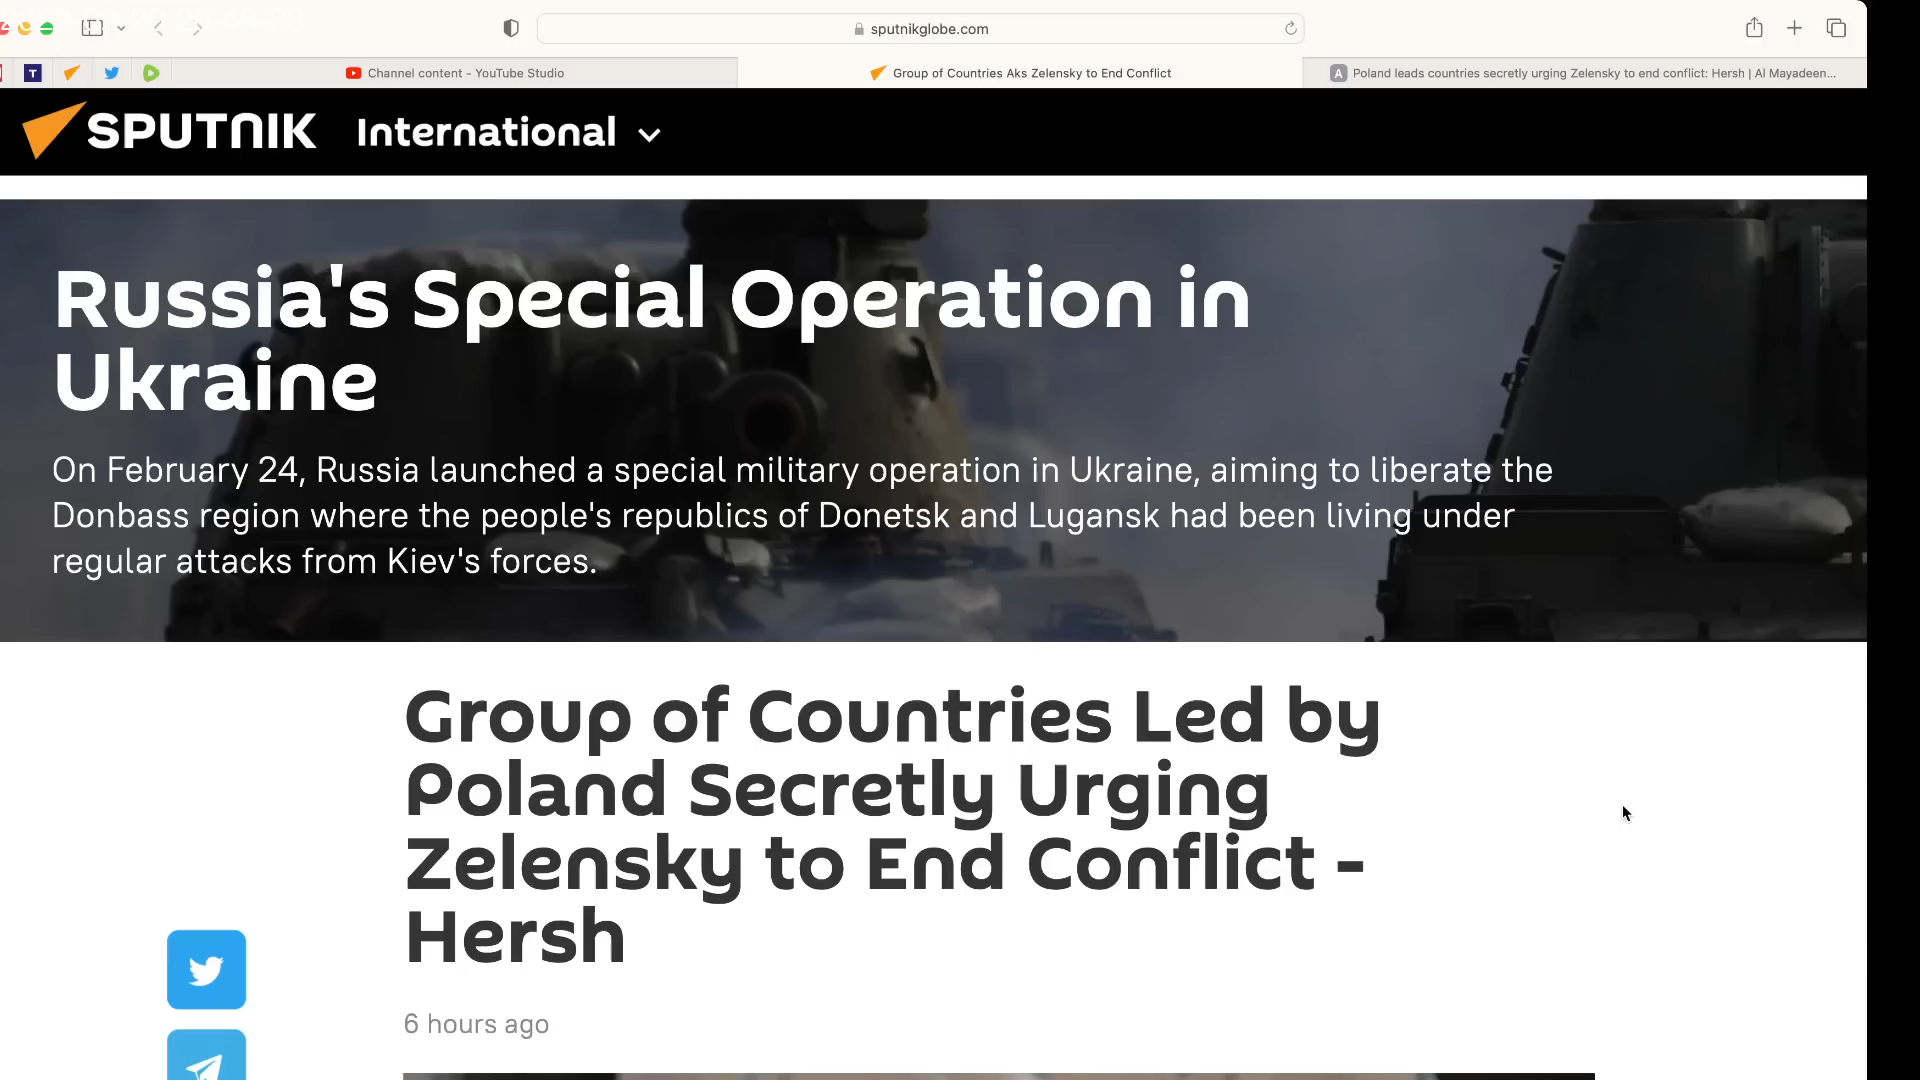 sputnikglobe.com
T
Channel content - YouTube Studio
Group of Countries Aks Zelensky to End Conflict
A
Poland leads countries secretly urging Zelensky to end conflict: Hersh | Al Mayadeen...
SPUTNIK
International
Russia's Special Operation in
Ukraine
On February 24, Russia launched a special military operation in Ukraine, aiming to liberate the
Donbass region where the people's republics of Donetsk and Lugansk had been living under
regular attacks from Kiev's forces.
Group of Countries Led by
Poland Secretly Urging
Zelensky to End Conflict -
Hersh
6 hours ago